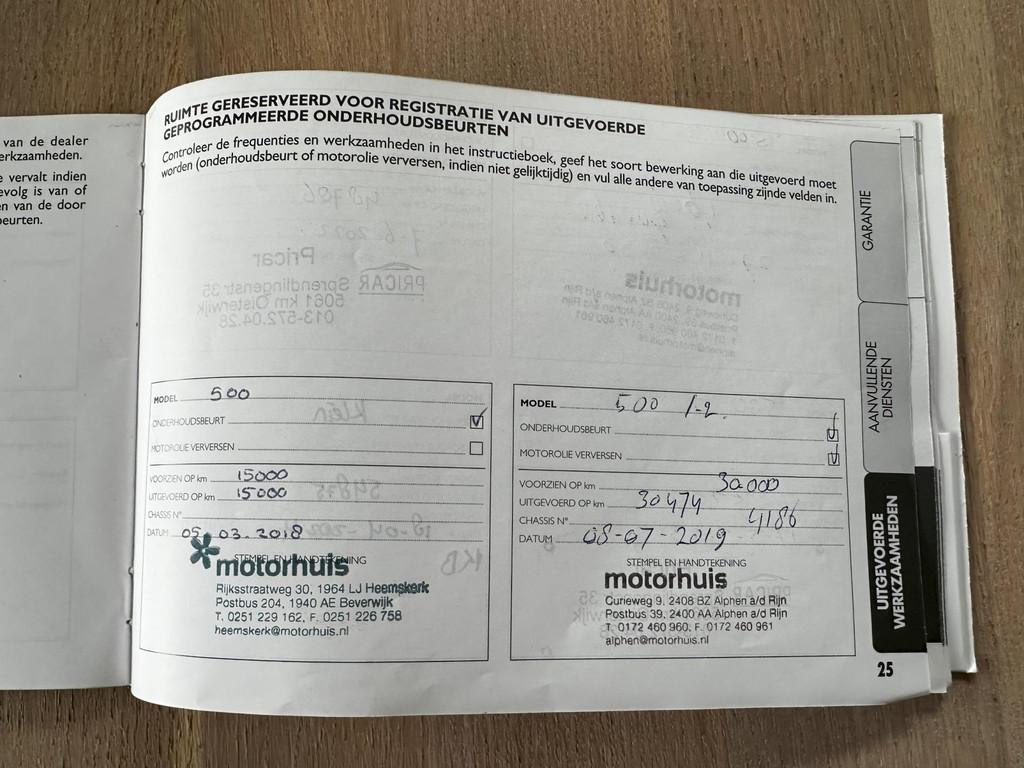 van de dealer
erkzaamheden.
e vervalt indien
evolg is van of
n van de door
beurten.
RUIMTE GERESERVEERD VOOR REGISTRATIE VAN UITGEVOERDE
GEPROGRAMMEERDE ONDERHOUDSBEURTEN
Controleer de frequenties en werkzaamheden in het instructieboek, geef het soort bewerking aan die uitgevoerd moet
worden (onderhoudsbeurt of motorolie verversen, indien niet gelijktijdig) en vul alle andere van toepassing zijnde velden in.
MODEL 500
ONDERHOUDSBEURT
MOTOROLIE VERVERSEN
VOORZIEN OP km 15000
UITGEVOERD OP km 15000
CHASSIS N°
DATUM 05.03.2018
STEMPEL EN HANDTEKENING
motorhuis
Rijksstraatweg 30, 1964 LJ Heemskerk
Postbus 204, 1940 AE Beverwijk
T. 0251 229 162, F. 0251 226 758
heemskerk@motorhuis.nl
MODEL 500 1-2.
ONDERHOUDSBEURT
MOTOROLIE VERVERSEN
VOORZIEN OP km 30.000
UITGEVOERD OP km 30474
CHASSIS N° 4186
DATUM 08-07-2019
STEMPEL EN HANDTEKENING
motorhuis
Curieweg 9, 2408 BZ Alphen a/d Rijn
Postbus 39, 2400 AA Alphen a/d Rijn
T. 0172 460 960, F. 0172 460 961
alphen@motorhuis.nl
GARANTIE
AANVULLENDE
DIENSTEN
UITGEVOERDE
WERKZAAMHEDEN
25